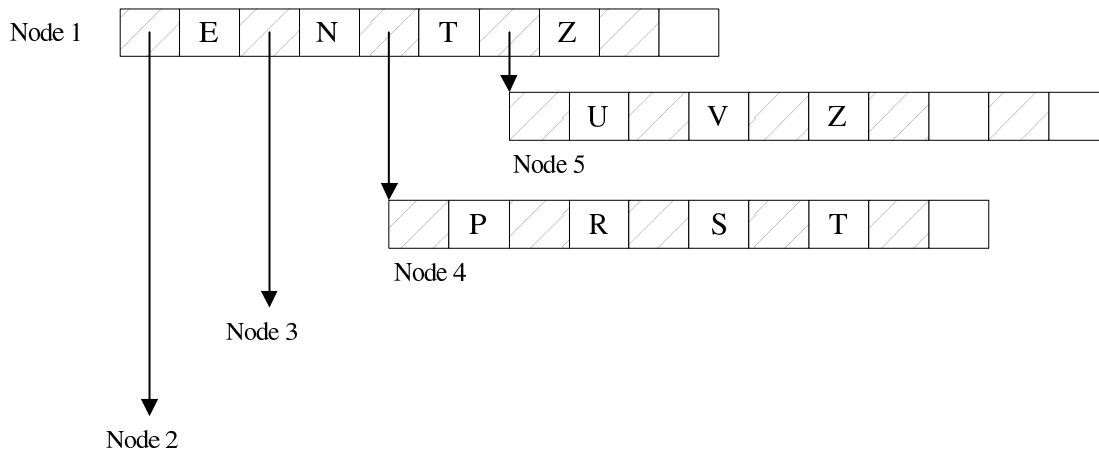 Node 1 E N T Z
U V Z
Node 5
P R S T
Node 4
Node 3
Node 2